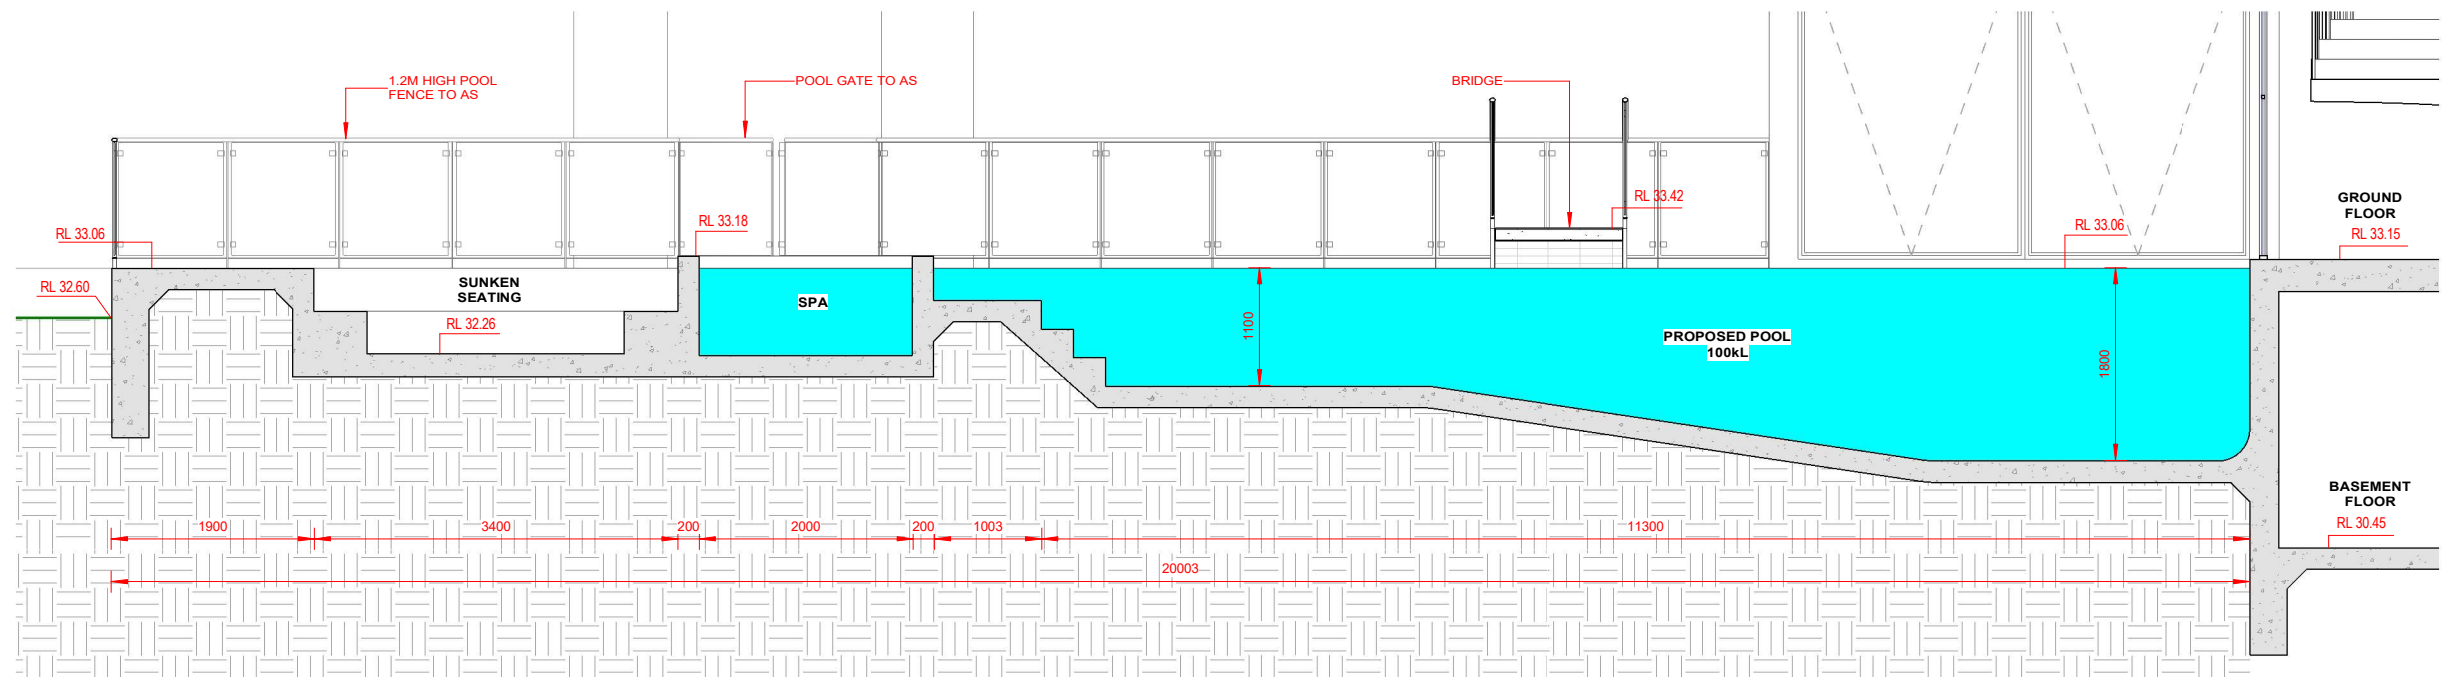 1.2M HIGH POOL
FENCE TO AS
POOL GATE TO AS
BRIDGE
RL 33.42
GROUND
FLOOR
RL 33.15
RL 33.06
RL 33.18
RL 33.06
RL 32.60
SUNKEN
SEATING
RL 32.26
SPA
1100
PROPOSED POOL
100kL
1800
BASEMENT
FLOOR
RL 30.45
1900
3400
200
2000
200
1003
11300
20003